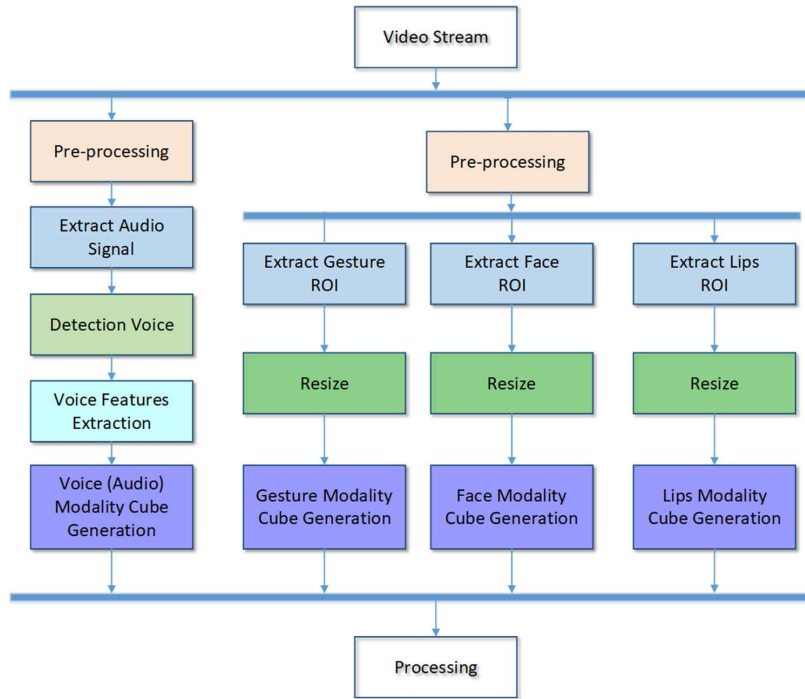 Video Stream
Pre-processing
Extract Audio
Signal
Detection Voice
Voice Features
Extraction
Voice (Audio)
Modality Cube
Generation
Pre-processing
Extract Gesture
ROI
Resize
Gesture Modality
Cube Generation
Extract Face
ROI
Resize
Face Modality
Cube Generation
Extract Lips
ROI
Resize
Lips Modality
Cube Generation
Processing